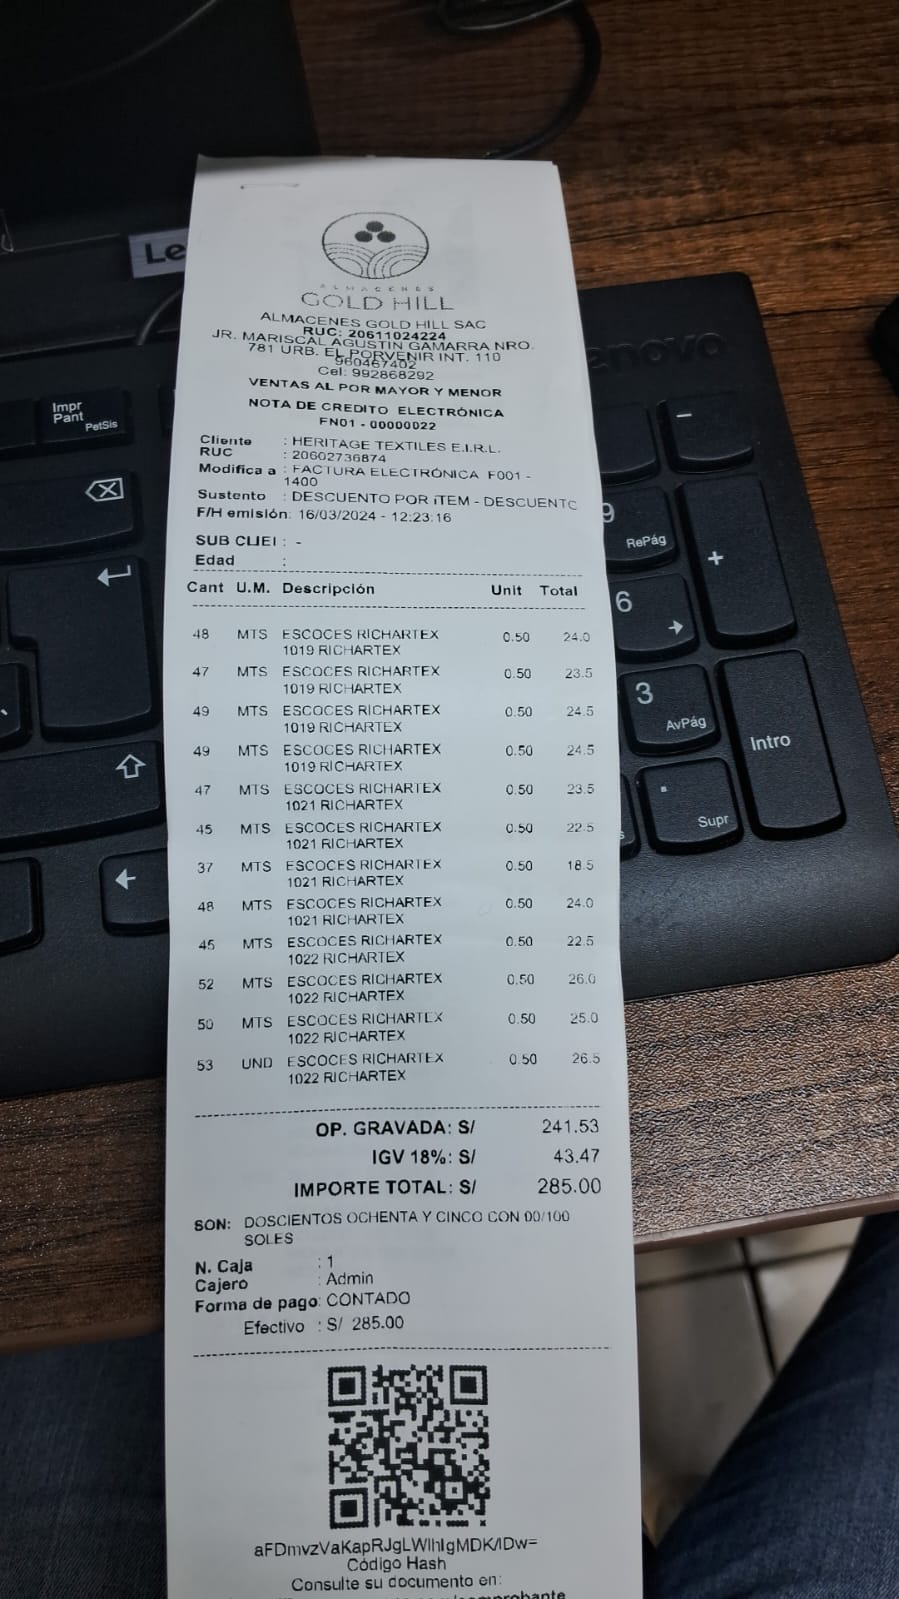 Le
enovo
Impr
Pant
PetSis
9
RePág
6
+
3
AvPág
Intro
Supr
ALMACENES
GOLD HILL
ALMACENES GOLD HILL SAC
RUC: 20611024224
JR. MARISCAL AGUSTIN GAMARRA NRO.
781 URB. EL PORVENIR INT. 110
960467402
Cel: 992868292
VENTAS AL POR MAYOR Y MENOR
NOTA DE CREDITO ELECTRÓNICA
FN01 - 00000022
Cliente : HERITAGE TEXTILES E.I.R.L.
RUC : 20602736874
Modifica a : FACTURA ELECTRÓNICA F001 -
1400
Sustento : DESCUENTO POR íTEM - DESCUENTO
F/H emisión: 16/03/2024 - 12:23:16
SUB CLIEI : -
Edad :
Cant U.M. Descripción Unit Total
48 MTS ESCOCES RICHARTEX 0.50 24.0
1019 RICHARTEX
47 MTS ESCOCES RICHARTEX 0.50 23.5
1019 RICHARTEX
49 MTS ESCOCES RICHARTEX 0.50 24.5
1019 RICHARTEX
49 MTS ESCOCES RICHARTEX 0.50 24.5
1019 RICHARTEX
47 MTS ESCOCES RICHARTEX 0.50 23.5
1021 RICHARTEX
45 MTS ESCOCES RICHARTEX 0.50 22.5
1021 RICHARTEX
37 MTS ESCOCES RICHARTEX 0.50 18.5
1021 RICHARTEX
48 MTS ESCOCES RICHARTEX 0.50 24.0
1021 RICHARTEX
45 MTS ESCOCES RICHARTEX 0.50 22.5
1022 RICHARTEX
52 MTS ESCOCES RICHARTEX 0.50 26.0
1022 RICHARTEX
50 MTS ESCOCES RICHARTEX 0.50 25.0
1022 RICHARTEX
53 UND ESCOCES RICHARTEX 0.50 26.5
1022 RICHARTEX
OP. GRAVADA: S/ 241.53
IGV 18%: S/ 43.47
IMPORTE TOTAL: S/ 285.00
SON: DOSCIENTOS OCHENTA Y CINCO CON 00/100
SOLES
N. Caja : 1
Cajero : Admin
Forma de pago: CONTADO
Efectivo : S/ 285.00
Código Hash
Consulte su documento en: